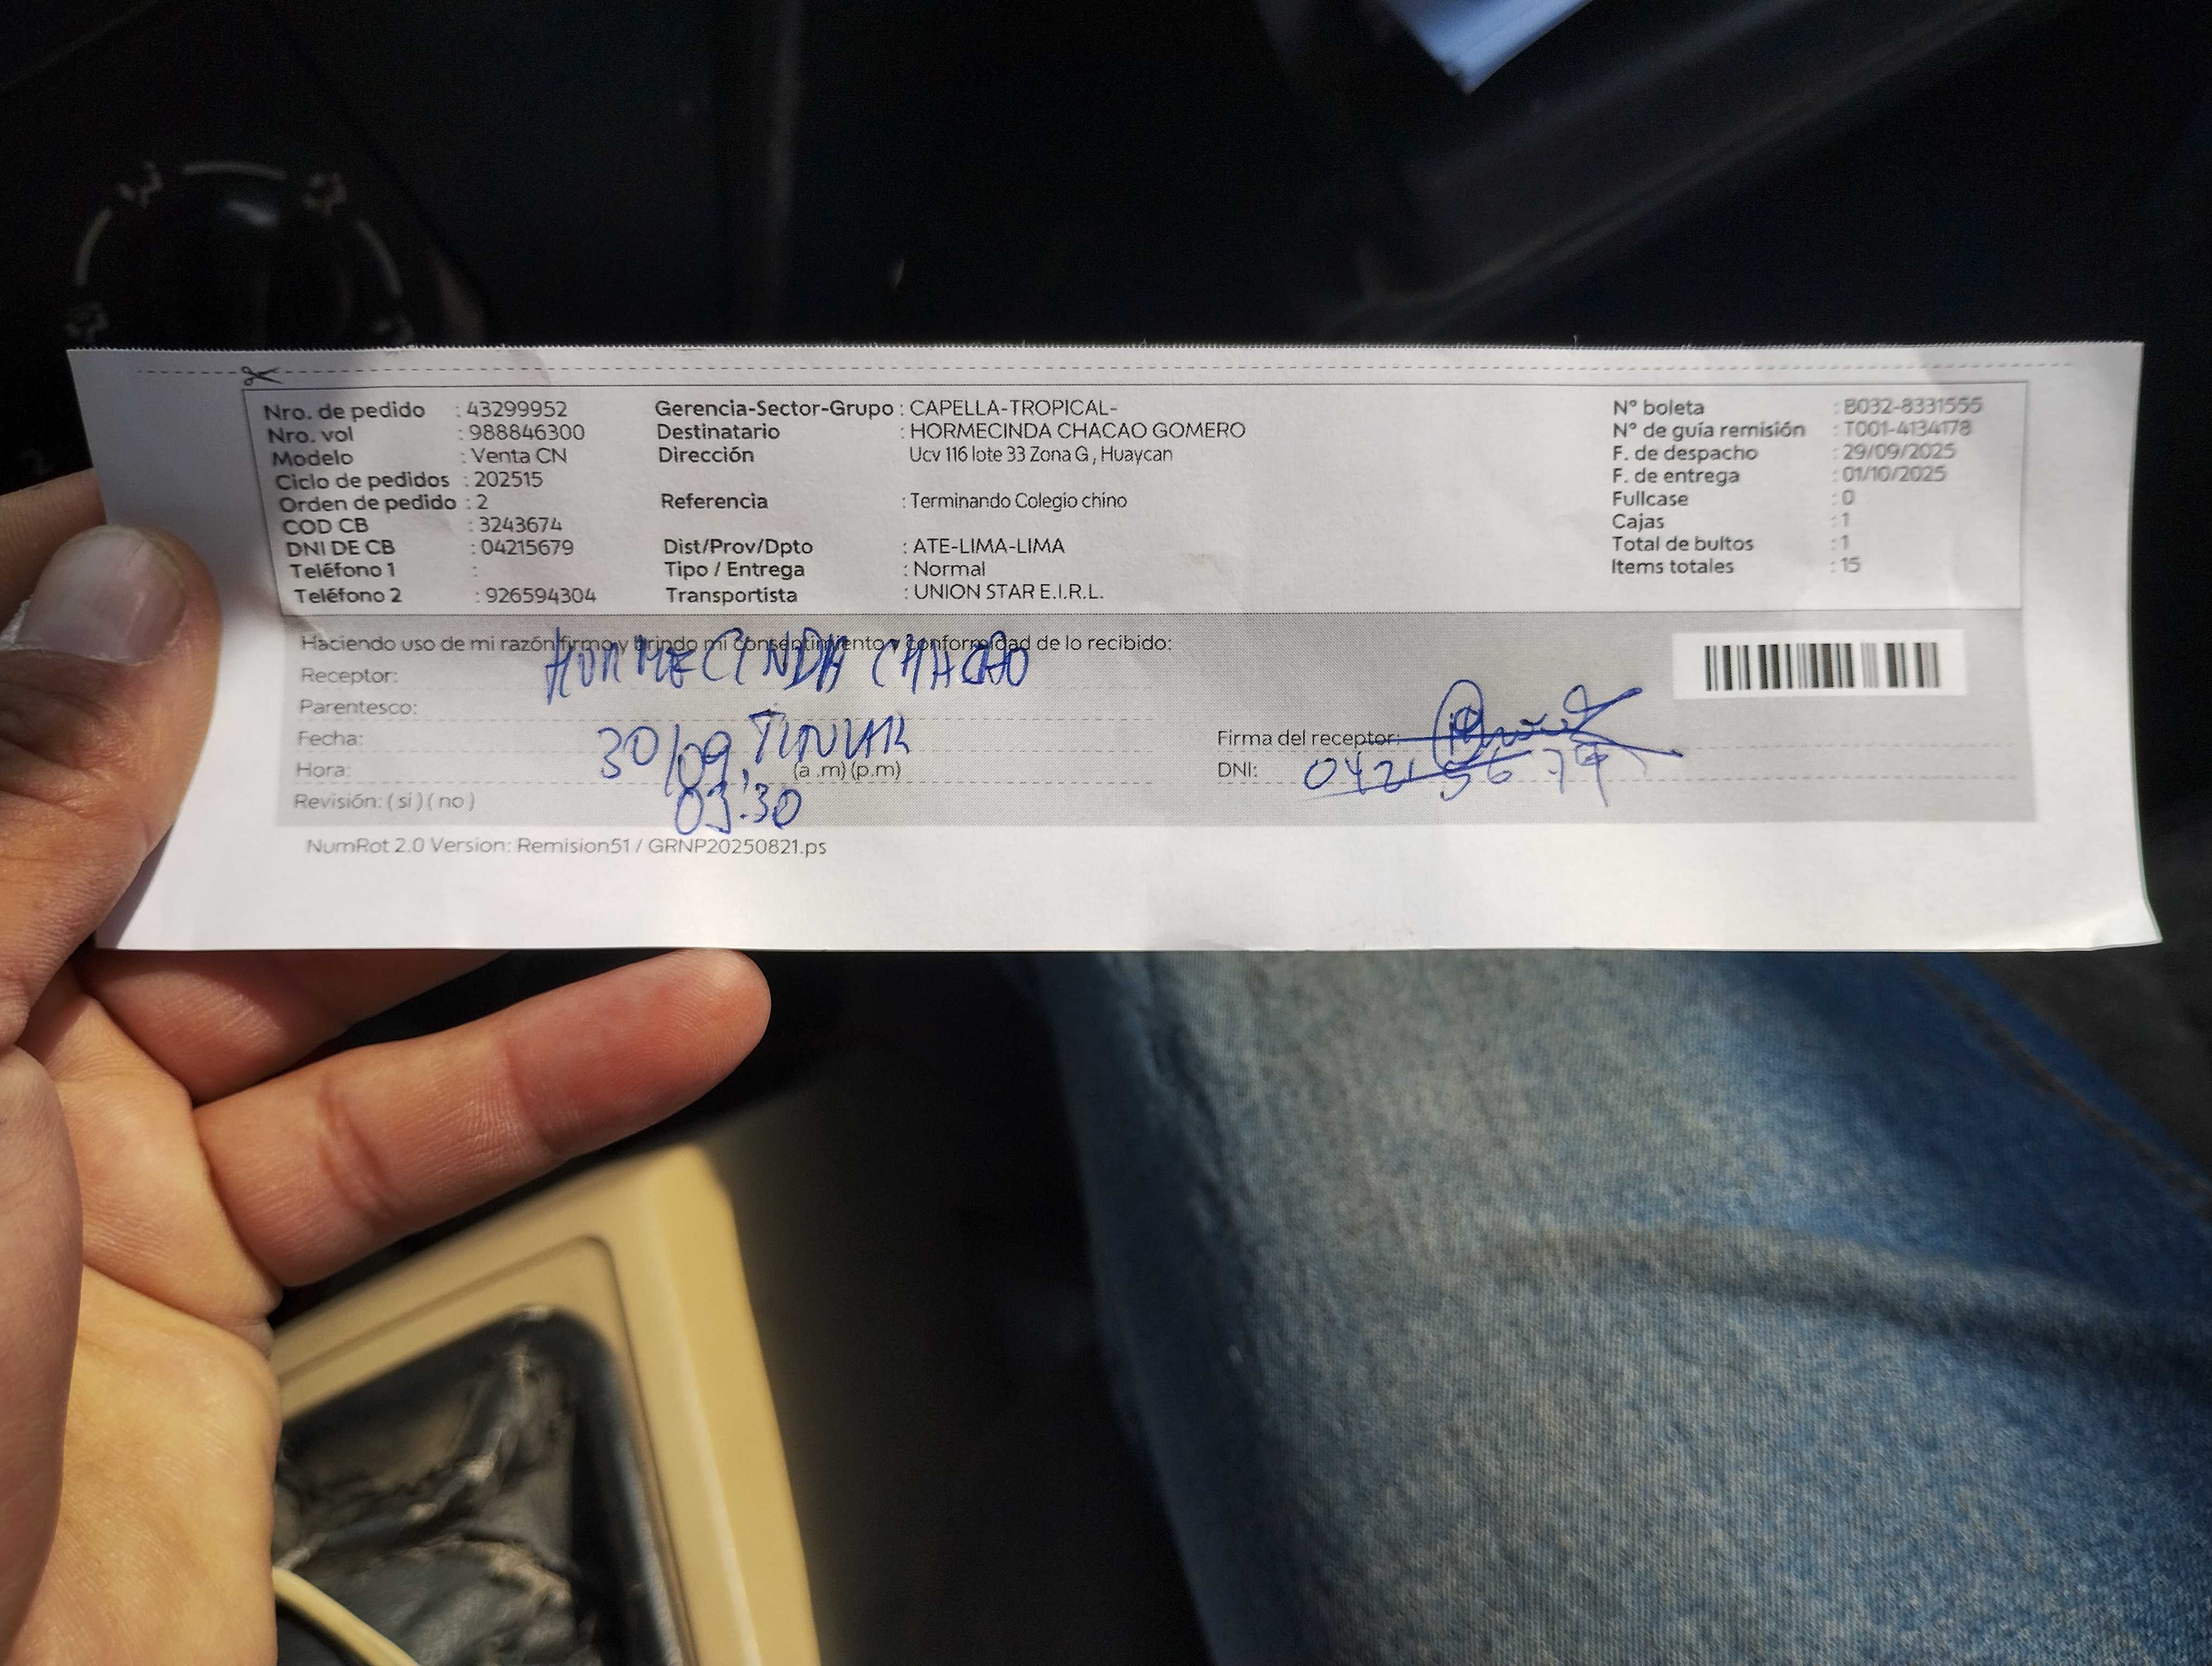 Nro. de pedido : 43299952 Gerencia-Sector-Grupo : CAPELLA-TROPICAL- N° boleta : B032-8331555
Nro. vol : 988846300 Destinatario : HORMECINDA CHACAO GOMERO N° de guía remisión : T001-4134178
Modelo : Venta CN Dirección Ucv 116 lote 33 Zona G , Huaycan F. de despacho : 29/09/2025
Ciclo de pedidos : 202515 F. de entrega : 01/10/2025
Orden de pedido : 2 Referencia : Terminando Colegio chino Fullcase : 0
COD CB : 3243674 Cajas : 1
DNI DE CB : 04215679 Dist/Prov/Dpto : ATE-LIMA-LIMA Total de bultos : 1
Teléfono 1 : Tipo / Entrega : Normal Items totales : 15
Teléfono 2 : 926594304 Transportista : UNION STAR E.I.R.L.
Haciendo uso de mi razón firmo y brindo mi consentimiento y conformidad de lo recibido:
Receptor: HORMECINDA CHACAO
Parentesco:
Fecha: 30/09 Firma del receptor:
Hora: (a .m) (p.m) DNI: 04215679
03:30
Revisión: ( si ) ( no )
NumRot 2.0 Version: Remision51 / GRNP20250821.ps